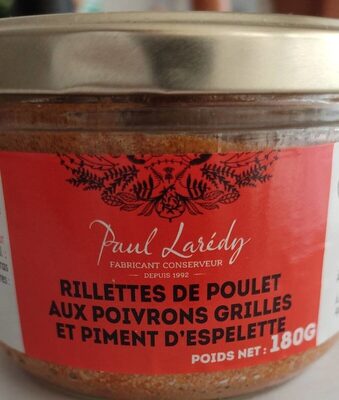 Paul Larédy
FABRICANT CONSERVEUR
DEPUIS 1992
RILLETTES DE POULET
AUX POIVRONS GRILLES
ET PIMENT D'ESPELETTE
POIDS NET : 180G